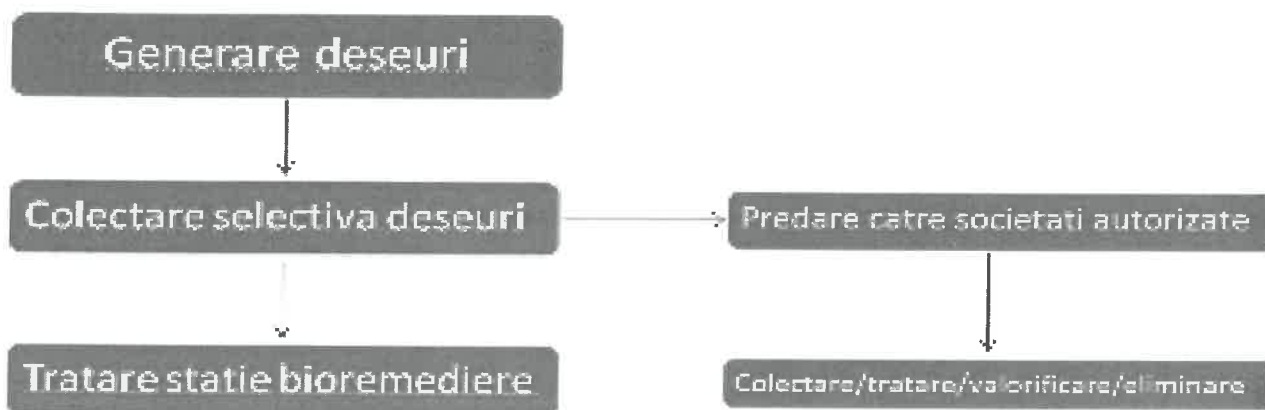 Generare deseuri
Colectare selectiva deseuri
Predare catre societati autorizate
Tratare statie bioremediere
Colectare/tratare/valorificare/eliminare